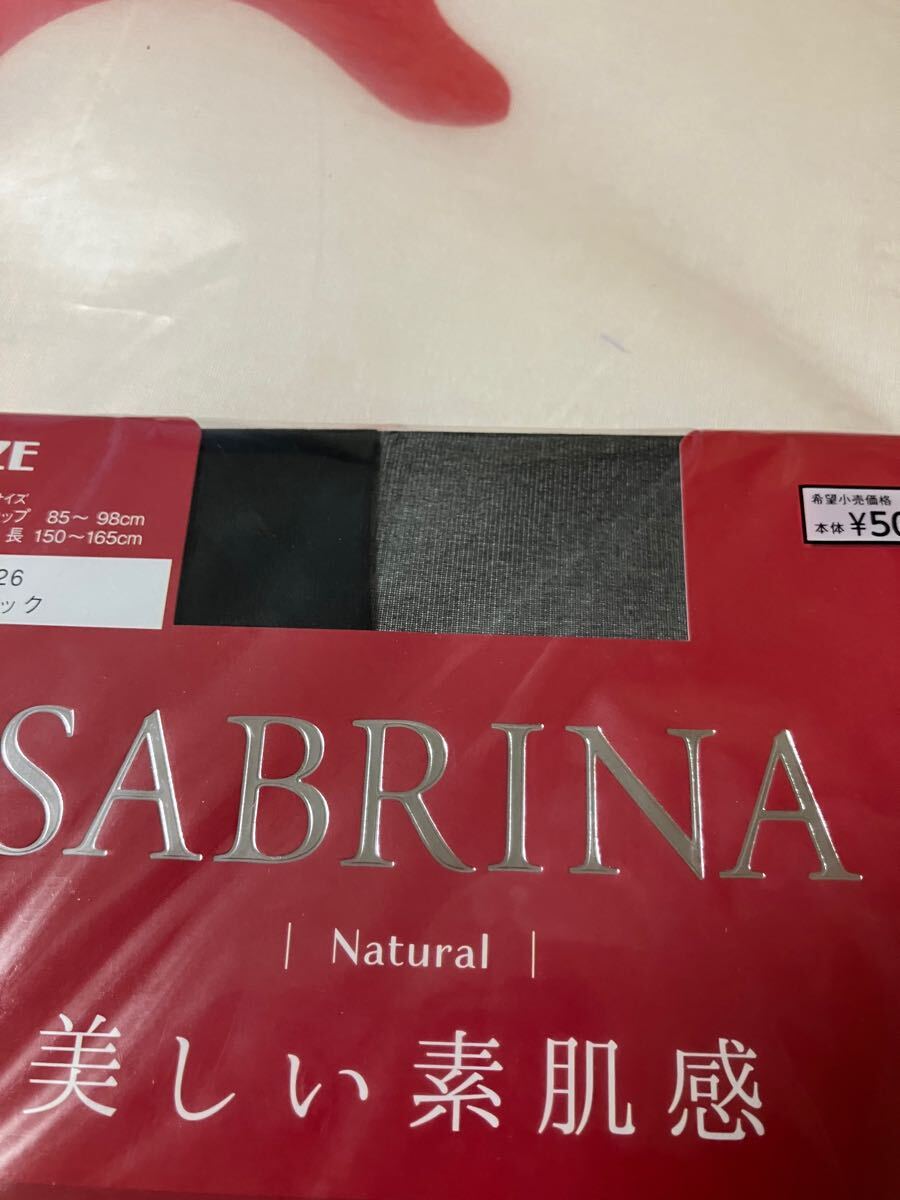 ZE
サイズ
ップ 85〜 98cm
長 150〜165cm
26
ック
希望小売価格
本体 ¥50
SABRINA
Natural
美しい素肌感